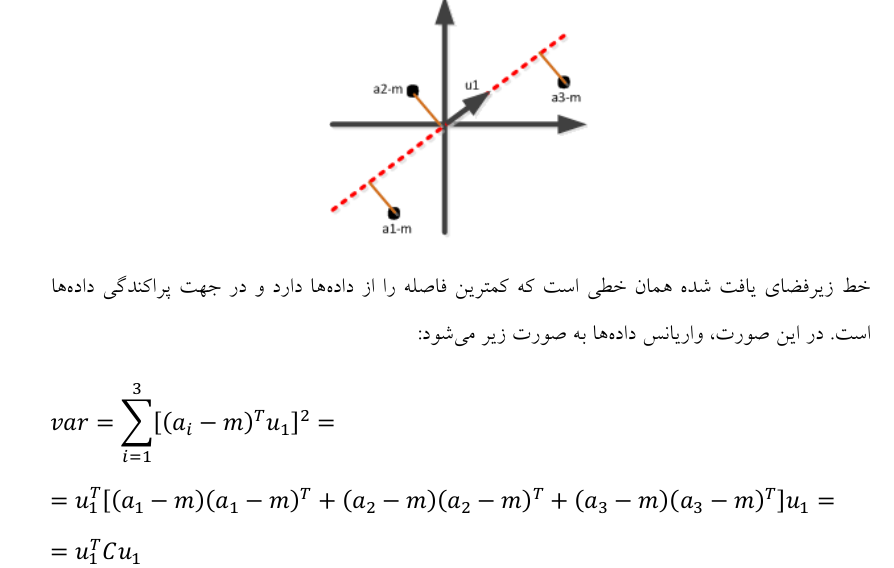 a2-m
u1
a3-m
a1-m
خط زیرفضای یافت شده همان خطی است که کمترین فاصله را از داده‌ها دارد و در جهت پراکندگی داده‌ها
است. در این صورت، واریانس داده‌ها به صورت زیر می‌شود:
var = ∑_{i=1}^{3} [(a_i − m)^T u_1]^2 =
= u_1^T[(a_1 − m)(a_1 − m)^T + (a_2 − m)(a_2 − m)^T + (a_3 − m)(a_3 − m)^T]u_1 =
= u_1^T C u_1